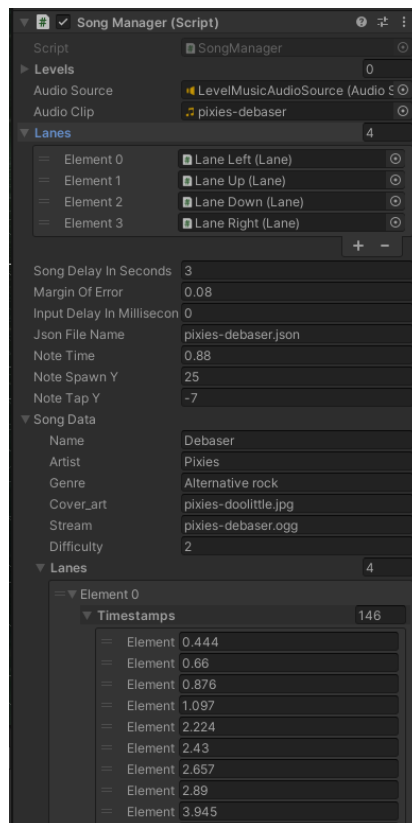 Song Manager (Script)
Script SongManager
Levels 0
Audio Source LevelMusicAudioSource (Audio S
Audio Clip pixies-debaser
Lanes 4
Element 0 Lane Left (Lane)
Element 1 Lane Up (Lane)
Element 2 Lane Down (Lane)
Element 3 Lane Right (Lane)
+ -
Song Delay In Seconds 3
Margin Of Error 0.08
Input Delay In Millisecon 0
Json File Name pixies-debaser.json
Note Time 0.88
Note Spawn Y 25
Note Tap Y -7
Song Data
Name Debaser
Artist Pixies
Genre Alternative rock
Cover_art pixies-doolittle.jpg
Stream pixies-debaser.ogg
Difficulty 2
Lanes 4
Element 0
Timestamps 146
Element 0.444
Element 0.66
Element 0.876
Element 1.097
Element 2.224
Element 2.43
Element 2.657
Element 2.89
Element 3.945